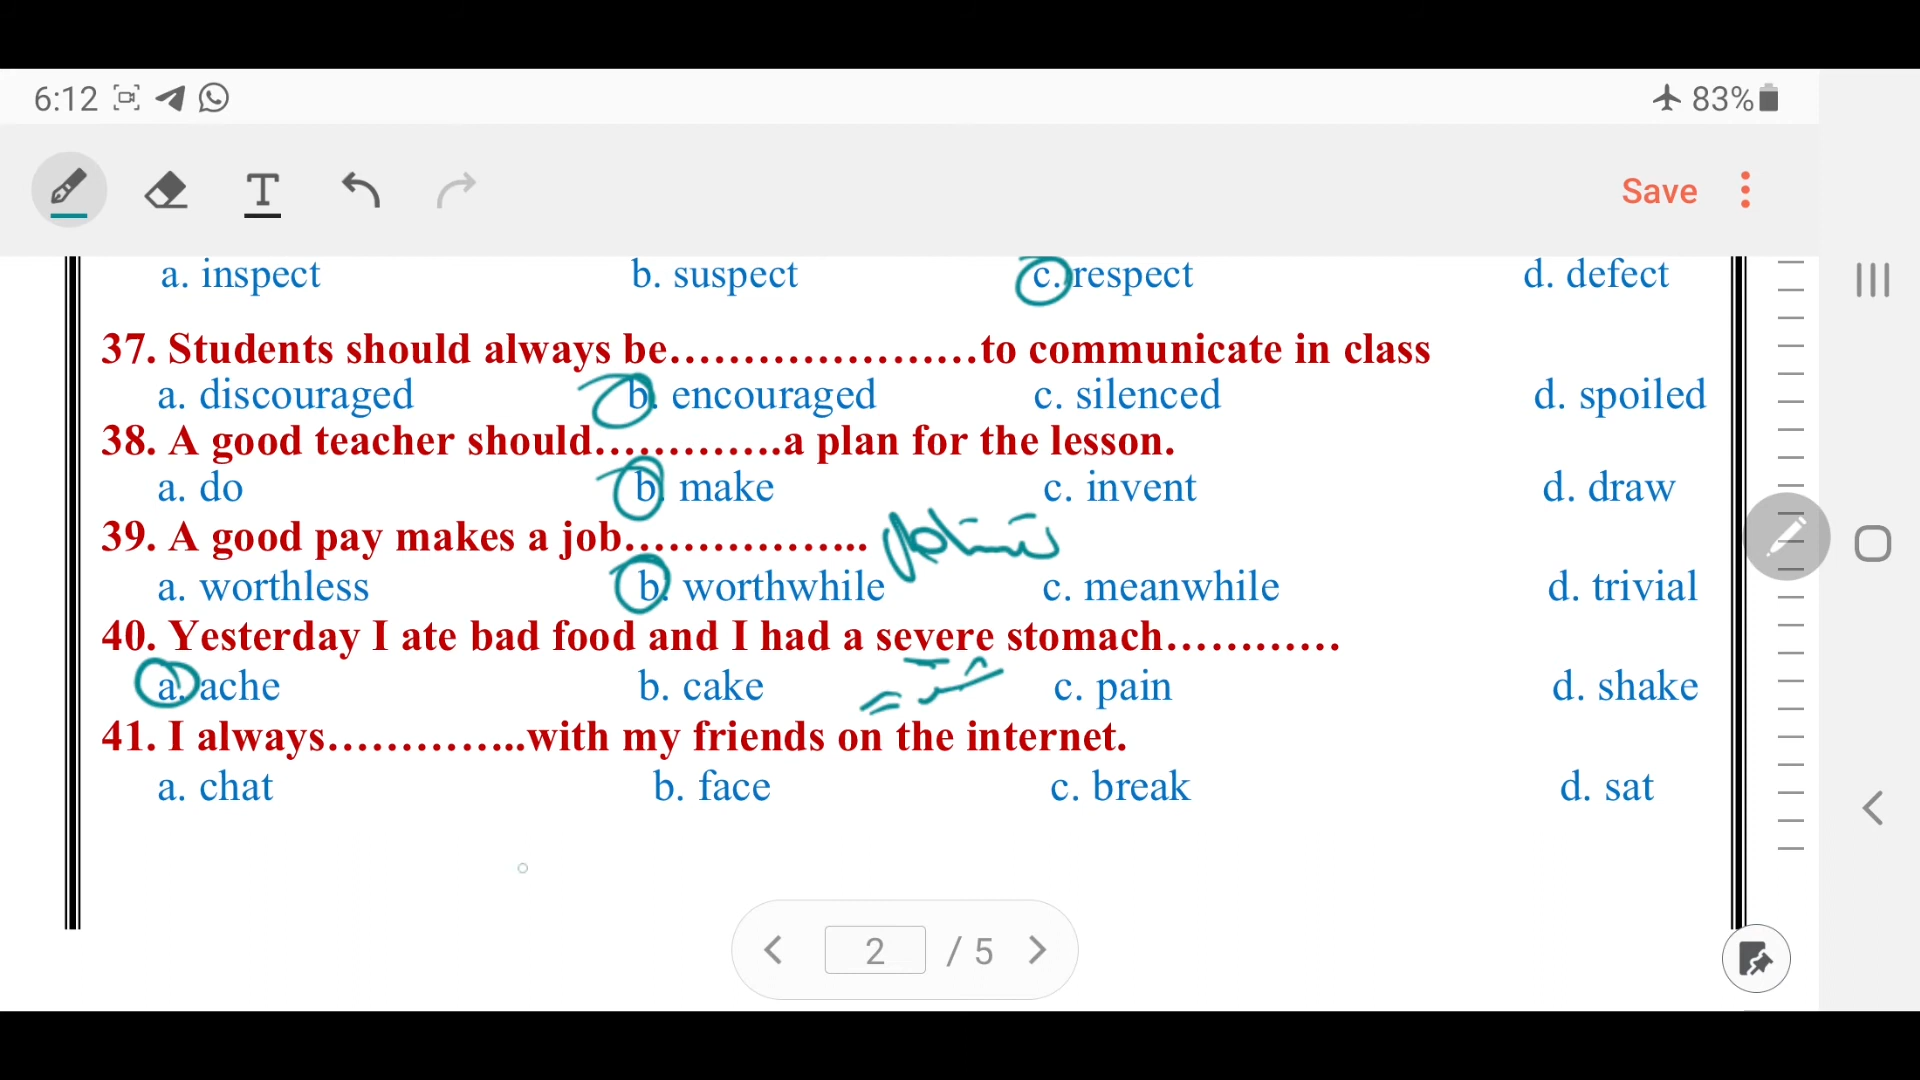 6:12 83%
T Save
a. inspect b. suspect c. respect d. defect
37. Students should always be…………………to communicate in class
a. discouraged b. encouraged c. silenced d. spoiled
38. A good teacher should………….a plan for the lesson.
a. do b. make c. invent d. draw
39. A good pay makes a job……………..
a. worthless b. worthwhile c. meanwhile d. trivial
40. Yesterday I ate bad food and I had a severe stomach…………
a. ache b. cake c. pain d. shake
41. I always…………..with my friends on the internet.
a. chat b. face c. break d. sat
2 / 5